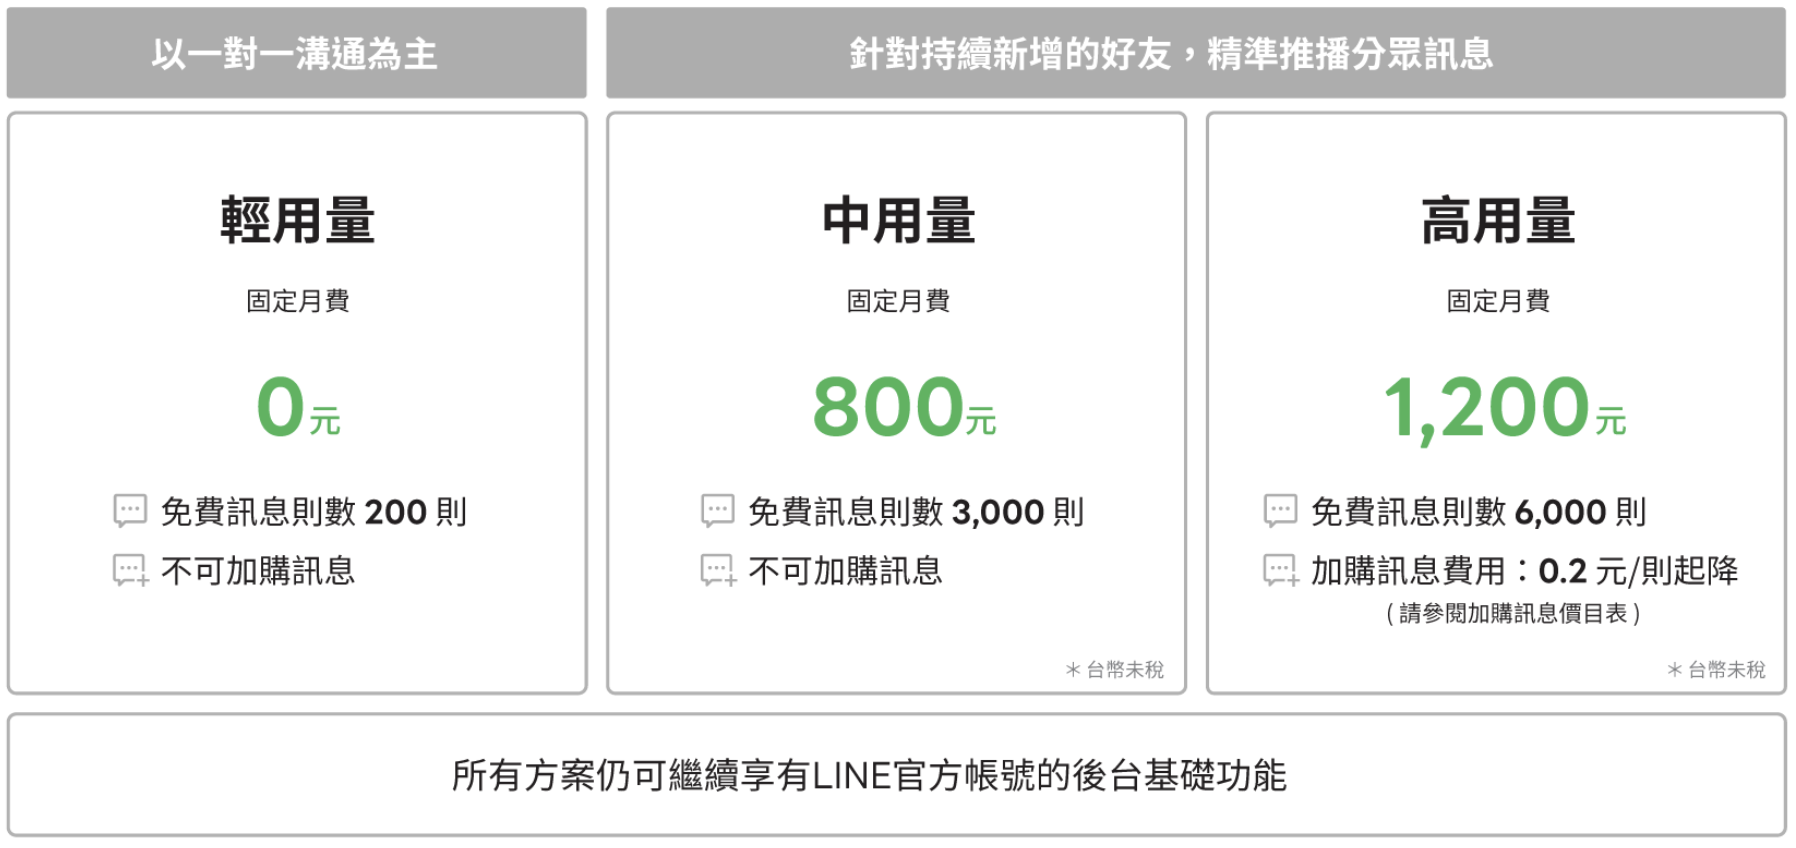 以一對一溝通為主
針對持續新增的好友，精準推播分眾訊息
輕用量
固定月費
0元
免費訊息則數 200 則
不可加購訊息
中用量
固定月費
800元
免費訊息則數 3,000 則
不可加購訊息
＊台幣未稅
高用量
固定月費
1,200元
免費訊息則數 6,000 則
加購訊息費用：0.2 元/則起降
( 請參閱加購訊息價目表 )
＊台幣未稅
所有方案仍可繼續享有LINE官方帳號的後台基礎功能